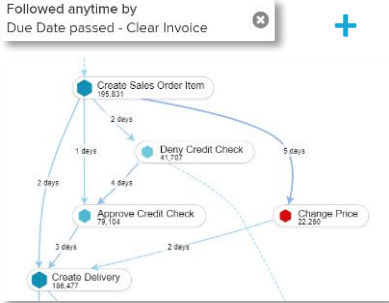 Followed anytime by
Due Date passed - Clear Invoice
Create Sales Order Item
195,831
2 days
Deny Credit Check
41,707
1 days
5 days
2 days
4 days
Approve Credit Check
79,104
Change Price
22,260
3 days
2 days
Create Delivery
186,477